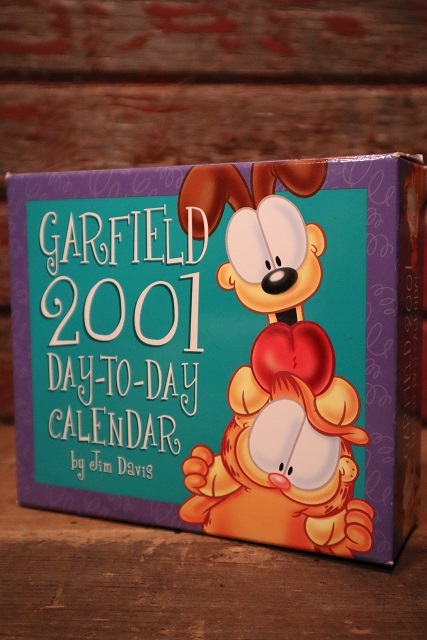 GARFIELD
2001
DAY-TO-DAY
CALENDAR
by Jim Davis